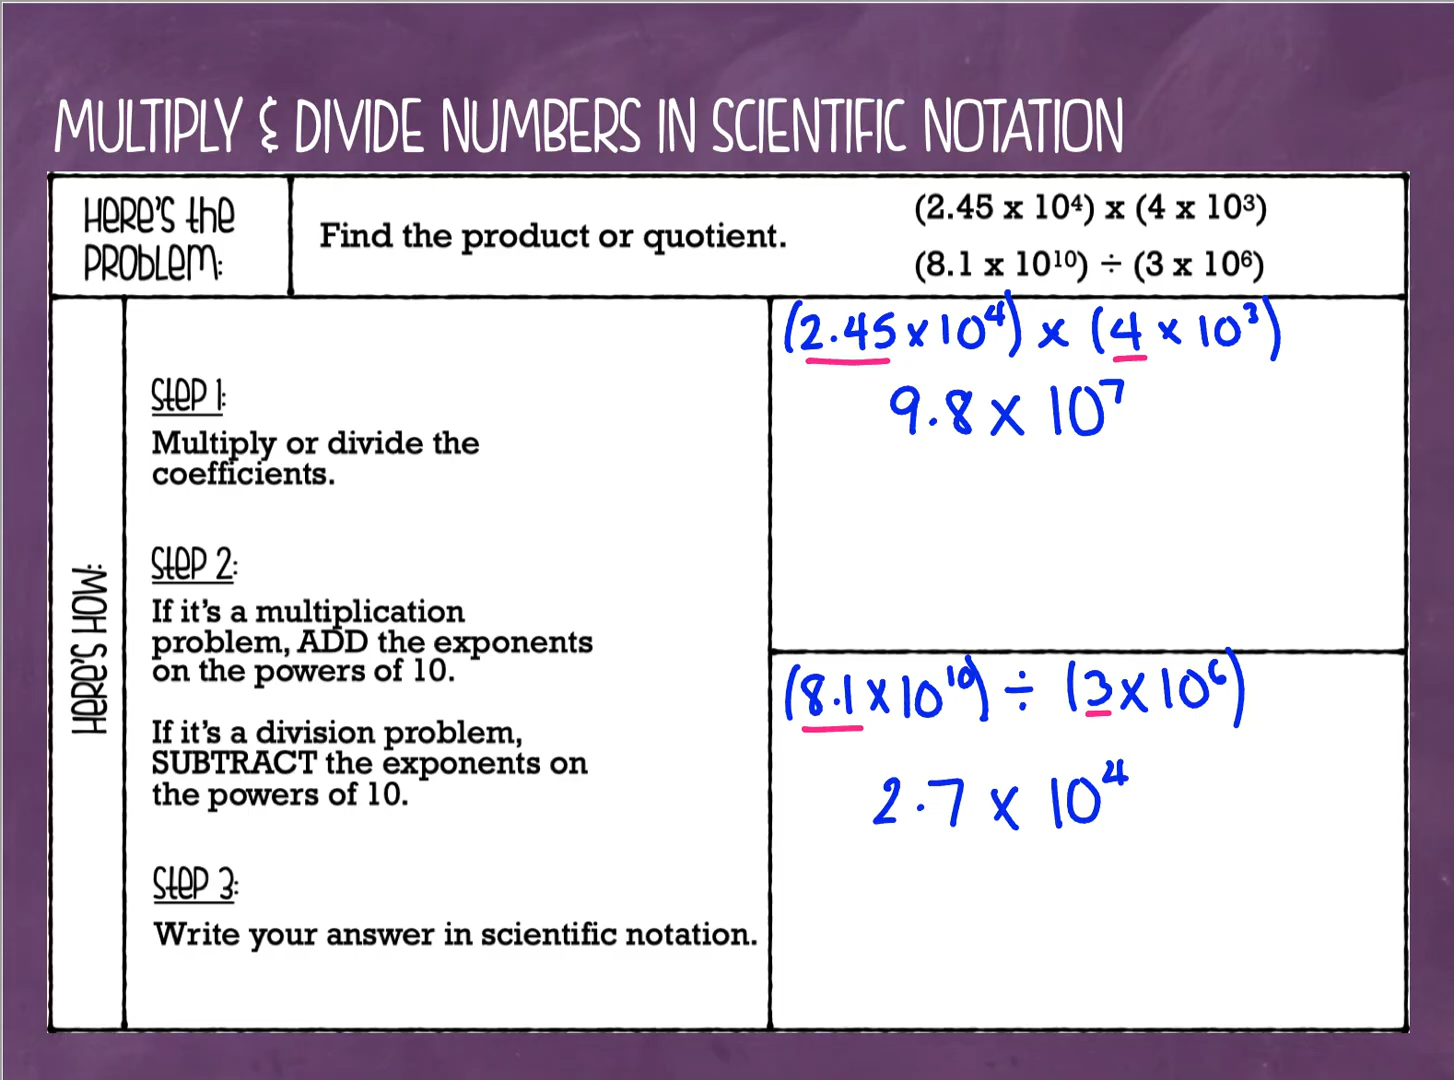 MULTIPLY & DIVIDE NUMBERS IN SCIENTIFIC NOTATION
HERE'S the PROBLEM:
Find the product or quotient.
(2.45 x 10⁴) x (4 x 10³)
(8.1 x 10¹⁰) ÷ (3 x 10⁶)
HERE'S HOW:
Step 1:
Multiply or divide the
coefficients.
Step 2:
If it's a multiplication
problem, ADD the exponents
on the powers of 10.
If it's a division problem,
SUBTRACT the exponents on
the powers of 10.
Step 3:
Write your answer in scientific notation.
(2.45 x 10⁴) x (4 x 10³)
9.8 x 10⁷
(8.1 x 10¹⁰) ÷ (3 x 10⁶)
2.7 x 10⁴